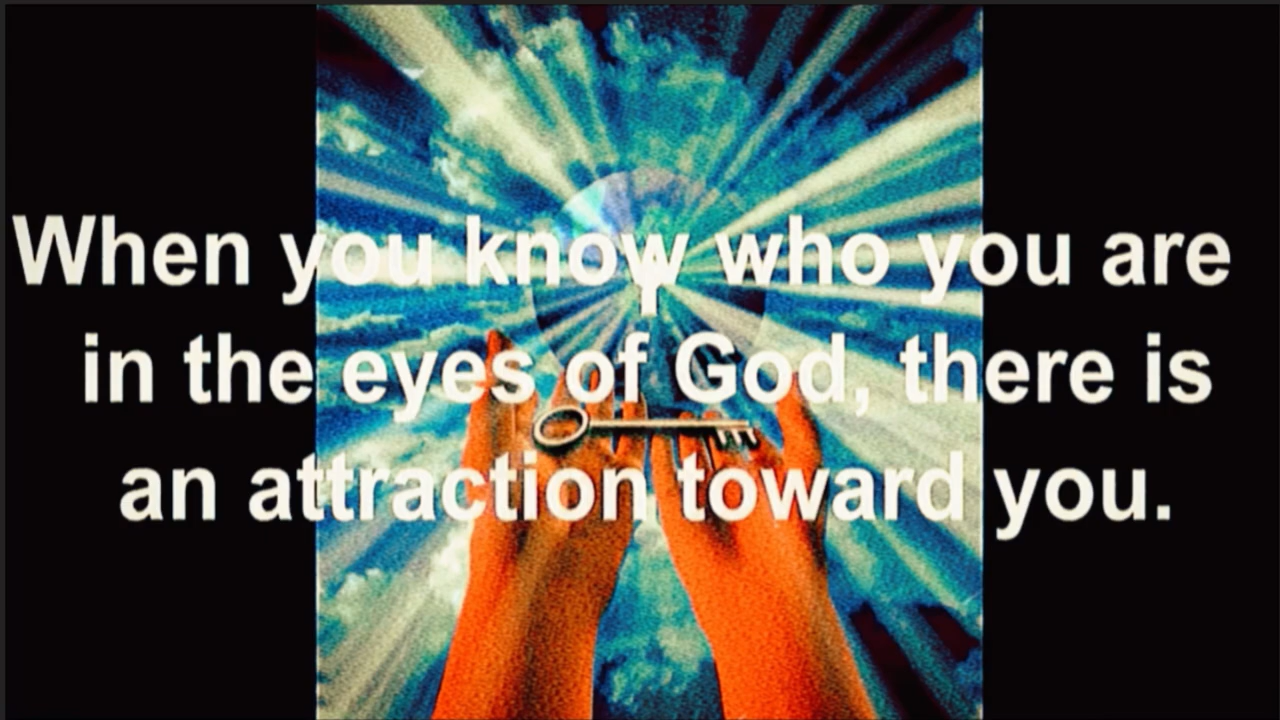 When you know who you are
in the eyes of God, there is
an attraction toward you.